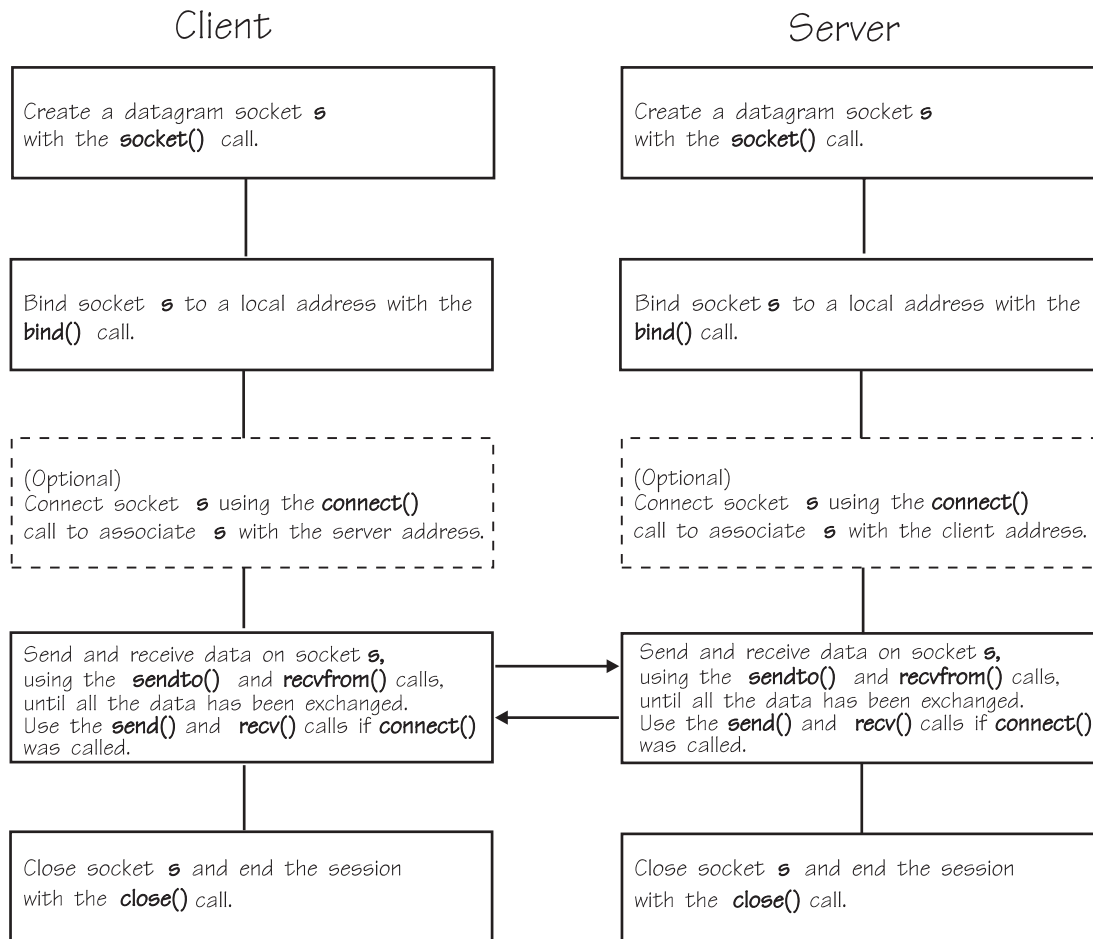 Client
Create a datagram socket s
with the socket() call.
Bind socket s to a local address with the
bind() call.
(Optional)
Connect socket s using the connect()
call to associate s with the server address.
Send and receive data on socket s,
using the sendto() and recvfrom() calls,
until all the data has been exchanged.
Use the send() and recv() calls if connect()
was called.
Close socket s and end the session
with the close() call.
Server
Create a datagram socket s
with the socket() call.
Bind socket s to a local address with the
bind() call.
(Optional)
Connect socket s using the connect()
call to associate s with the client address.
Send and receive data on socket s,
using the sendto() and recvfrom() calls,
until all the data has been exchanged.
Use the send() and recv() calls if connect()
was called.
Close socket s and end the session
with the close() call.